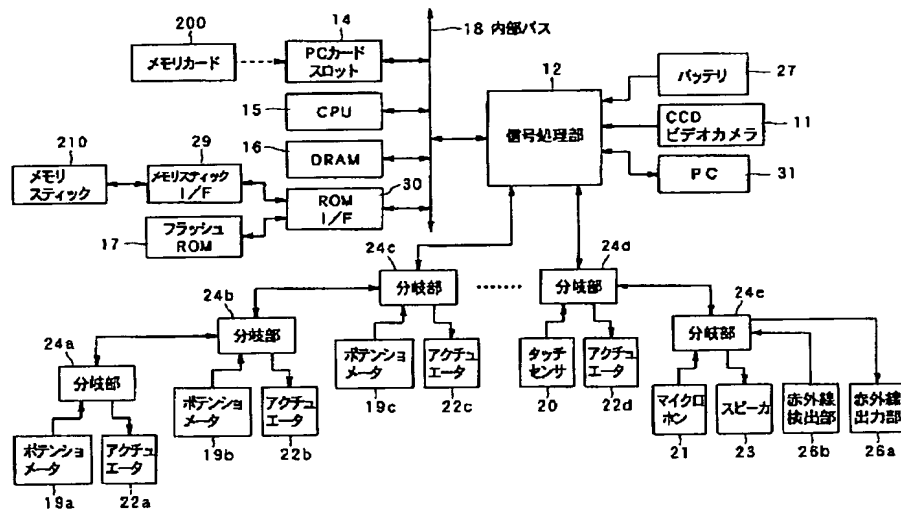 200
メモリカード
14
PCカード
スロット
18 内部バス
15
CPU
16
DRAM
210
メモリ
スティック
29
メモリスティック
I/F
30
ROM
I/F
17
フラッシュ
ROM
12
信号処理部
バッテリ
27
CCD
ビデオカメラ
11
PC
31
24c
分岐部
24d
分岐部
24b
分岐部
24e
分岐部
24a
分岐部
ポテンショ
メータ
19c
アクチュ
エータ
22c
タッチ
センサ
20
アクチュ
エータ
22d
ポテンショ
メータ
19b
アクチュ
エータ
22b
マイクロ
ホン
21
スピーカ
23
赤外線
検出部
26b
赤外線
出力部
26a
ポテンショ
メータ
19a
アクチュ
エータ
22a